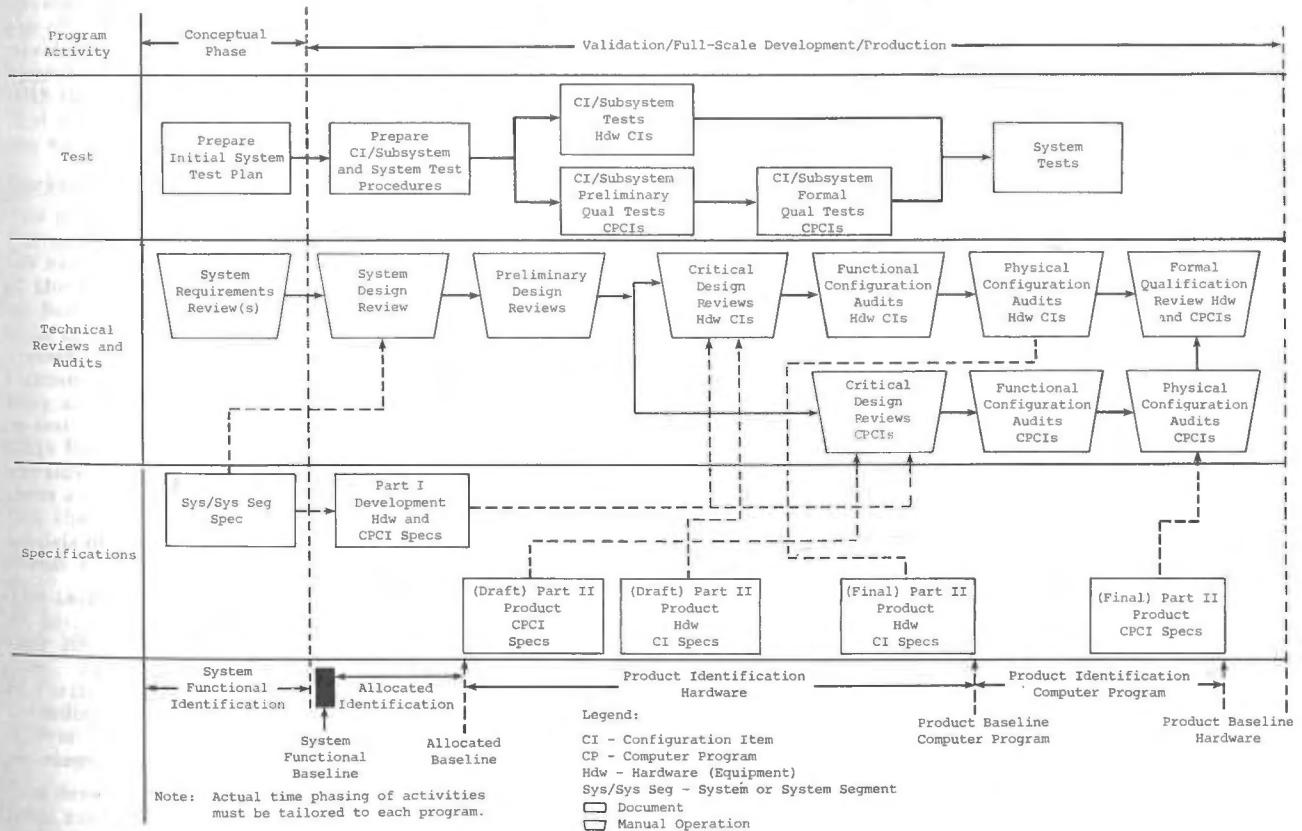 Program
Activity
Conceptual
Phase
Validation/Full-Scale Development/Production
Test
Prepare
Initial System
Test Plan
Prepare
CI/Subsystem
and System Test
Procedures
CI/Subsystem
Tests
Hdw CIs
CI/Subsystem
Preliminary
Qual Tests
CPCIs
CI/Subsystem
Formal
Qual Tests
CPCIs
System
Tests
Technical
Reviews and
Audits
System
Requirements
Review(s)
System
Design
Review
Preliminary
Design
Reviews
Critical
Design
Reviews
Hdw CIs
Functional
Configuration
Audits
Hdw CIs
Physical
Configuration
Audits
Hdw CIs
Formal
Qualification
Review Hdw
and CPCIs
Critical
Design
Reviews
CPCIs
Functional
Configuration
Audits
CPCIs
Physical
Configuration
Audits
CPCIs
Specifications
Sys/Sys Seg
Spec
Part I
Development
Hdw and
CPCI Specs
(Draft) Part II
Product
CPCI
Specs
(Draft) Part II
Product
Hdw
CI Specs
(Final) Part II
Product
Hdw
CI Specs
(Final) Part II
Product
CPCI Specs
System
Functional
Identification
Allocated
Identification
Product Identification
Hardware
Product Identification
Computer Program
System
Functional
Baseline
Allocated
Baseline
Product Baseline
Computer Program
Product Baseline
Hardware
Legend:
CI - Configuration Item
CP - Computer Program
Hdw - Hardware (Equipment)
Sys/Sys Seg - System or System Segment
Document
Manual Operation
Note: Actual time phasing of activities
must be tailored to each program.